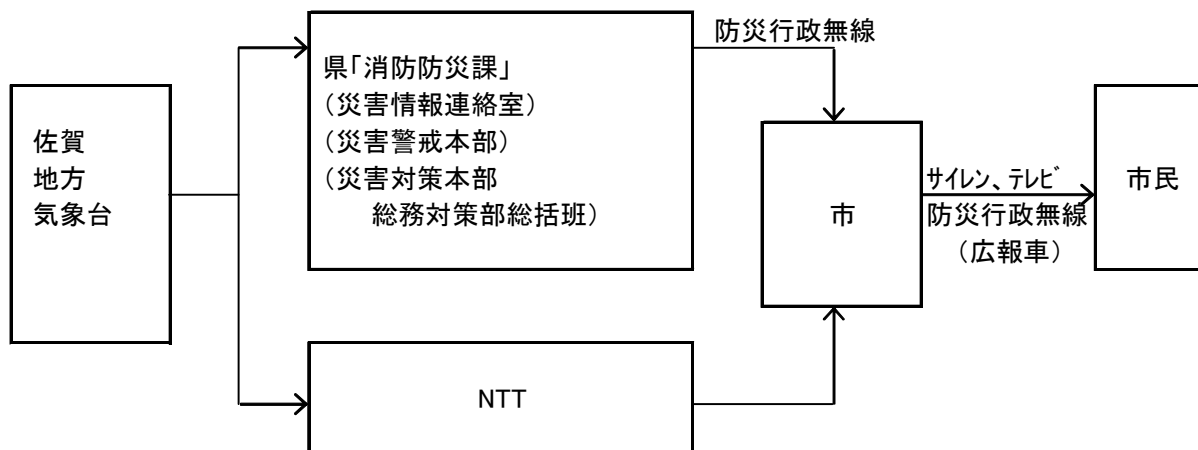 佐賀
地方
気象台
県「消防防災課」
(災害情報連絡室)
(災害警戒本部)
(災害対策本部
総務対策部総括班)
防災行政無線
NTT
市
サイレン、テレビ
防災行政無線
(広報車)
市民